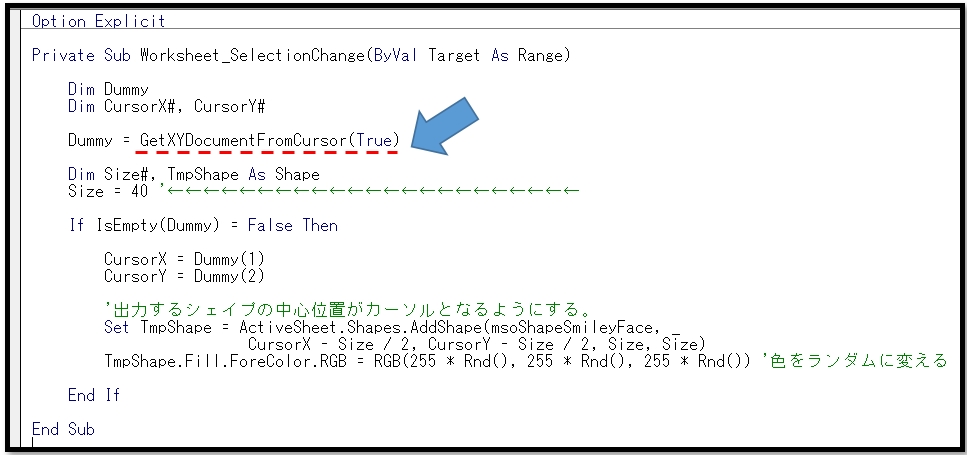 Option Explicit
Private Sub Worksheet_SelectionChange(ByVal Target As Range)
Dim Dummy
Dim CursorX#, CursorY#
Dummy = GetXYDocumentFromCursor(True)
Dim Size#, TmpShape As Shape
Size = 40 '←←←←←←←←←←←←←←←←←←←←←←←
If IsEmpty(Dummy) = False Then
CursorX = Dummy(1)
CursorY = Dummy(2)
'出力するシェイプの中心位置がカーソルとなるようにする。
Set TmpShape = ActiveSheet.Shapes.AddShape(msoShapeSmileyFace, _
CursorX - Size / 2, CursorY - Size / 2, Size, Size)
TmpShape.Fill.ForeColor.RGB = RGB(255 * Rnd(), 255 * Rnd(), 255 * Rnd()) '色をランダムに変える
End If
End Sub